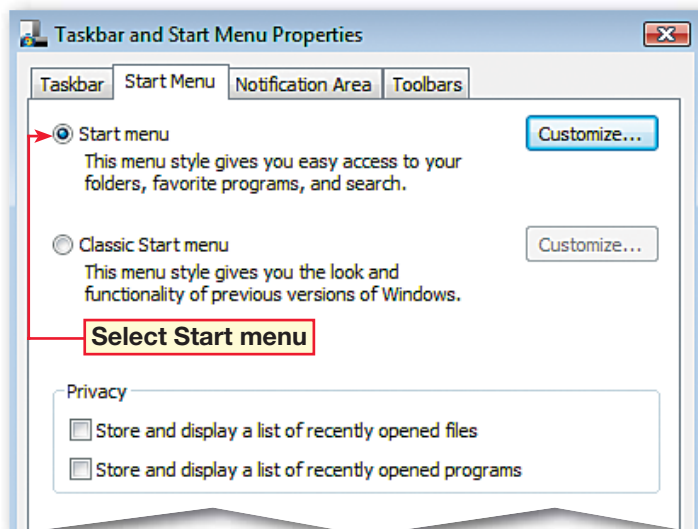 Taskbar and Start Menu Properties
Taskbar
Start Menu
Notification Area
Toolbars
Start menu
Customize...
This menu style gives you easy access to your
folders, favorite programs, and search.
Classic Start menu
Customize...
This menu style gives you the look and
functionality of previous versions of Windows.
Select Start menu
Privacy
Store and display a list of recently opened files
Store and display a list of recently opened programs